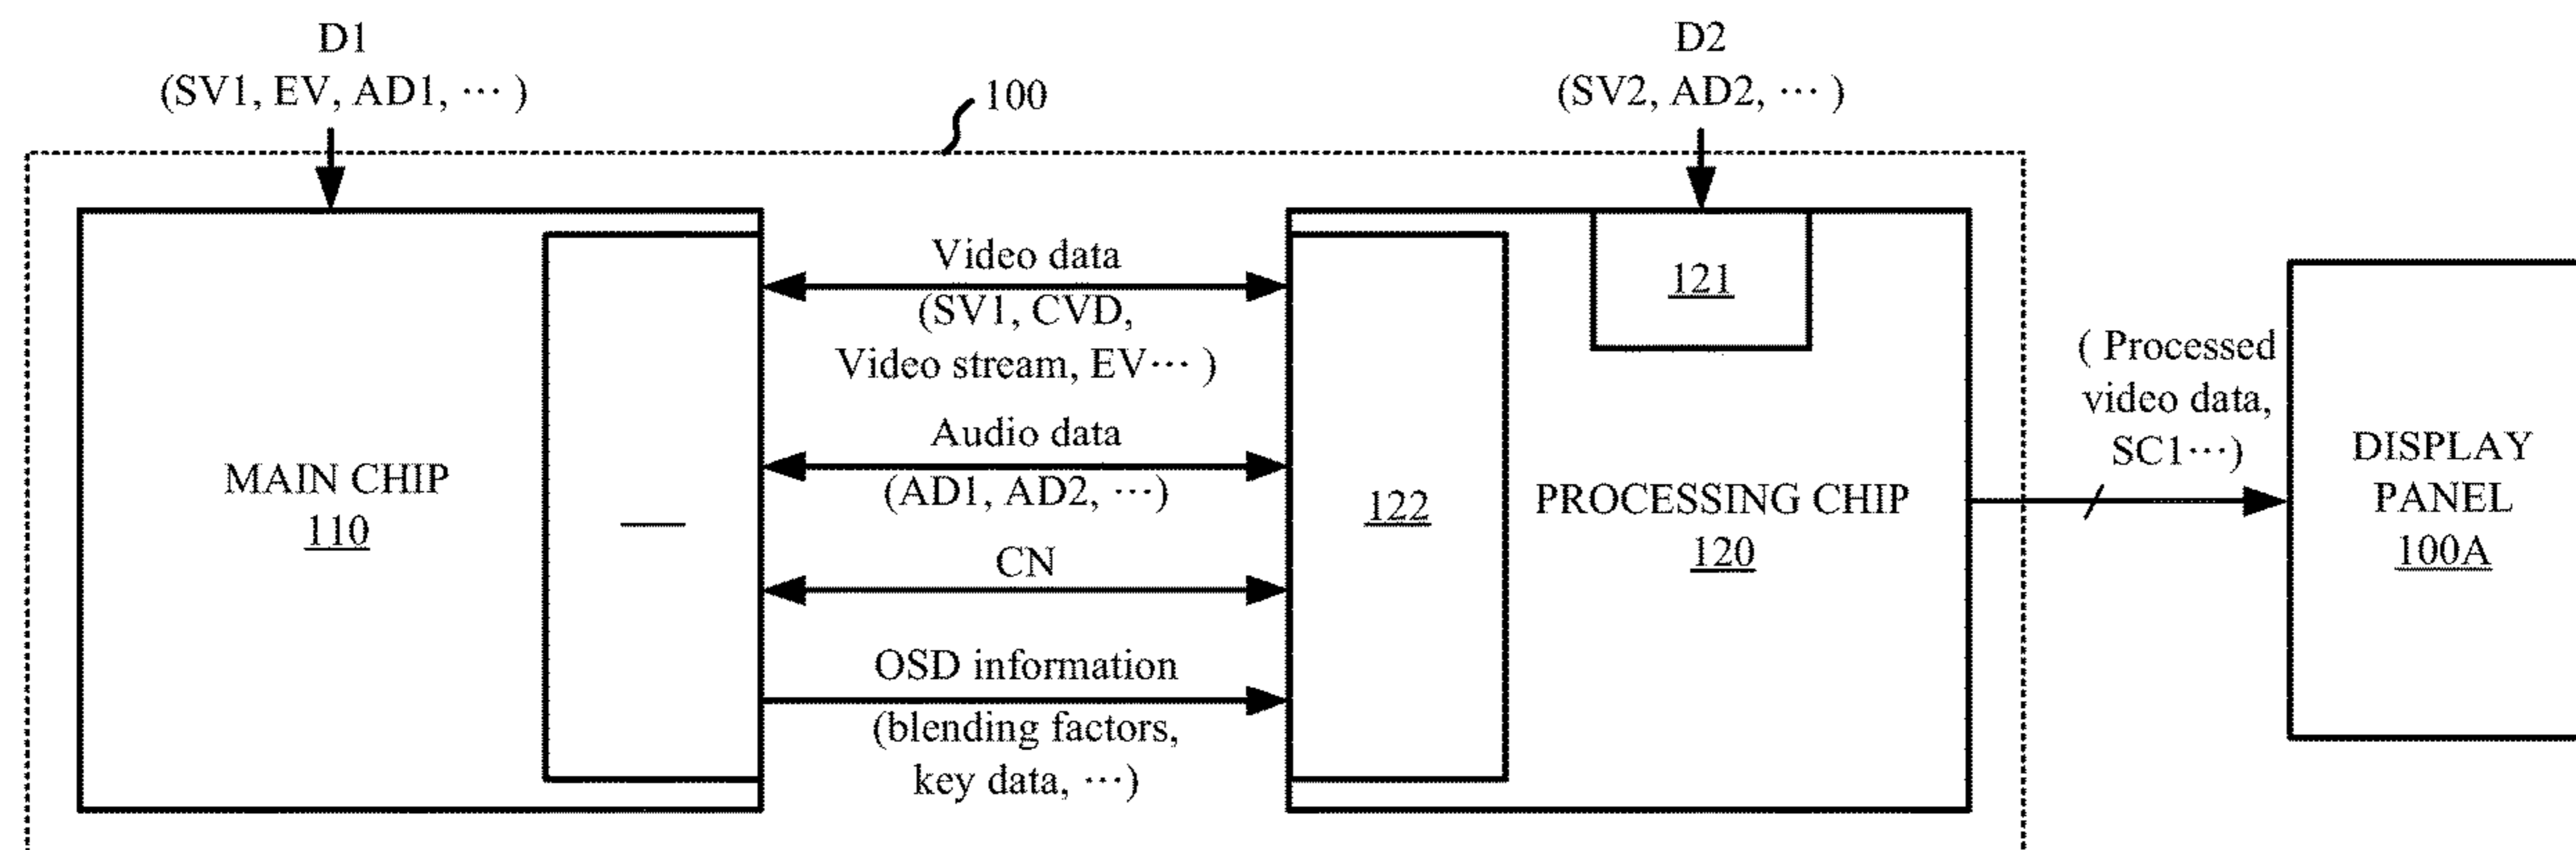 D1
(SV1, EV, AD1, ⋯ )
100
D2
(SV2, AD2, ⋯ )
MAIN CHIP
110
Video data
(SV1, CVD,
Video stream, EV⋯ )
Audio data
(AD1, AD2, ⋯)
CN
OSD information
(blending factors,
key data, ⋯)
122
121
PROCESSING CHIP
120
( Processed
video data,
SC1⋯)
DISPLAY
PANEL
100A